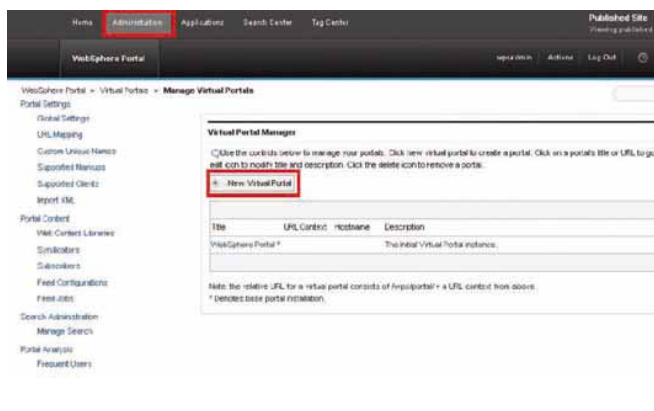 Home Administration Applications Search Center Tag Center
Published Site
Viewing published
WebSphere Portal
wpsadmin Actions Log Out
WebSphere Portal Virtual Portals Manage Virtual Portals
Portal Settings
Global Settings
URL Mapping
Custom Unique Names
Supported Markups
Supported Clients
Import XML
Portal Content
Web Content Libraries
Syndicators
Subscribers
Feed Configurations
Feed Jobs
Search Administration
Manage Search
Portal Analysis
Frequent Users
Virtual Portal Manager
Use the controls below to manage your portals. Click new virtual portal to create a portal. Click on a portal's title or URL to go
edit icon to modify title and description. Click the delete icon to remove a portal.
New Virtual Portal
Title URL Context Hostname Description
WebSphere Portal * The initial Virtual Portal instance.
Note: the relative URL for a virtual portal consists of /wps/portal/ + a URL context from above.
* Denotes base portal installation.